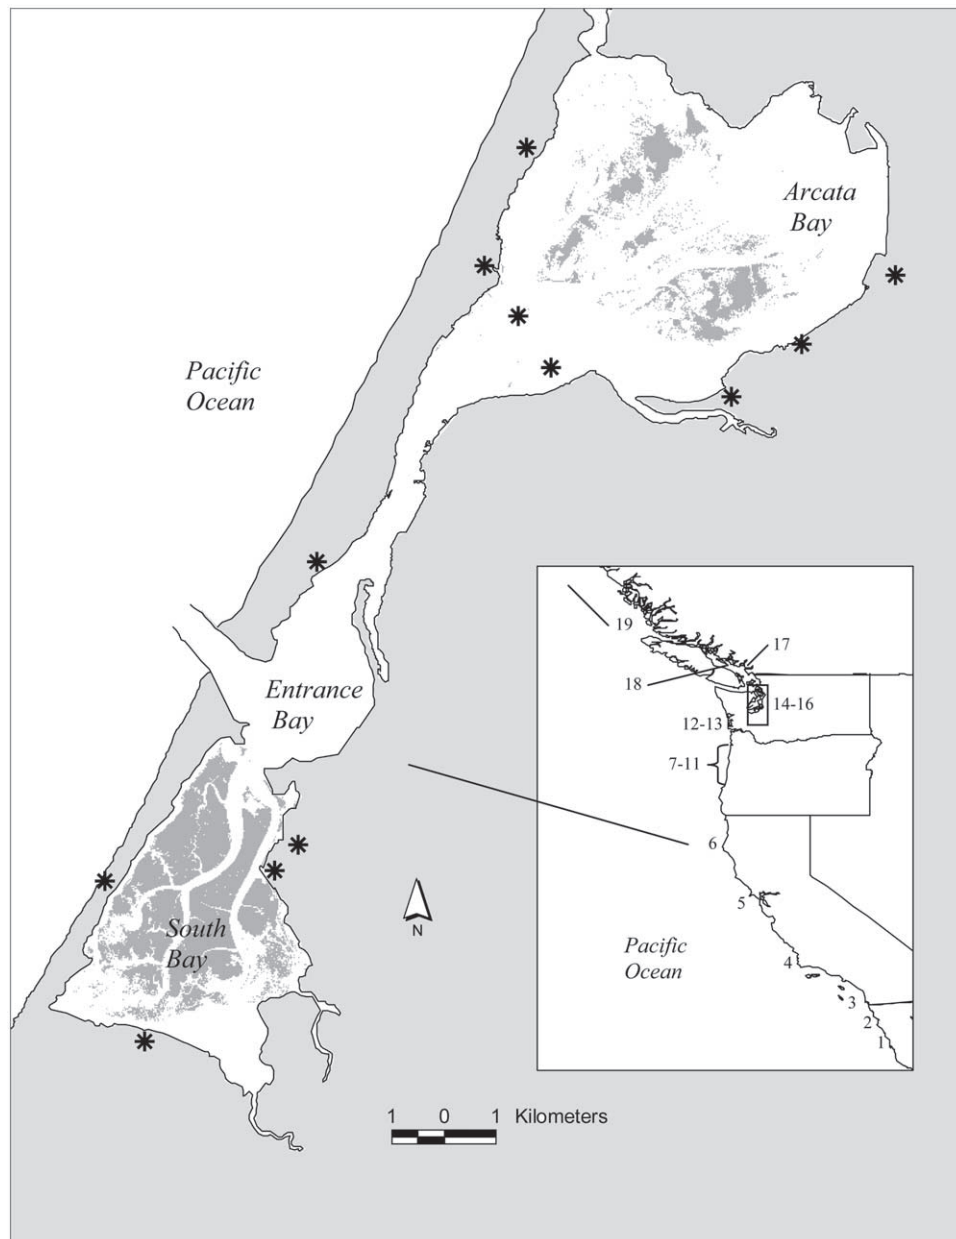 Arcata
Bay
Pacific
Ocean
Entrance
Bay
South
Bay
N
1 0 1 Kilometers
19
17
18
14-16
12-13
7-11
6
5
Pacific
Ocean
4
3
2
1